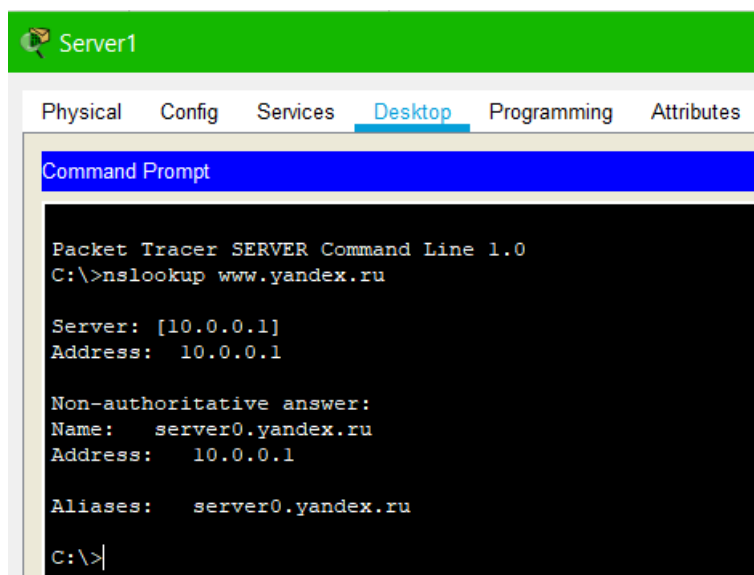 Server1
Physical Config Services Desktop Programming Attributes
Command Prompt
Packet Tracer SERVER Command Line 1.0
C:\>nslookup www.yandex.ru
Server: [10.0.0.1]
Address: 10.0.0.1
Non-authoritative answer:
Name: server0.yandex.ru
Address: 10.0.0.1
Aliases: server0.yandex.ru
C:\>